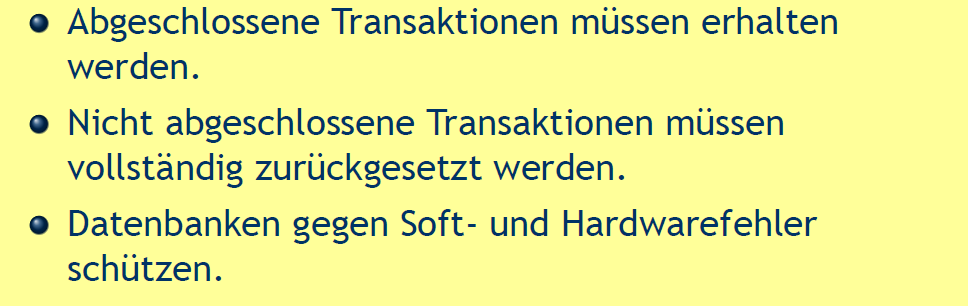 Abgeschlossene Transaktionen müssen erhalten
werden.
Nicht abgeschlossene Transaktionen müssen
vollständig zurückgesetzt werden.
Datenbanken gegen Soft- und Hardwarefehler
schützen.